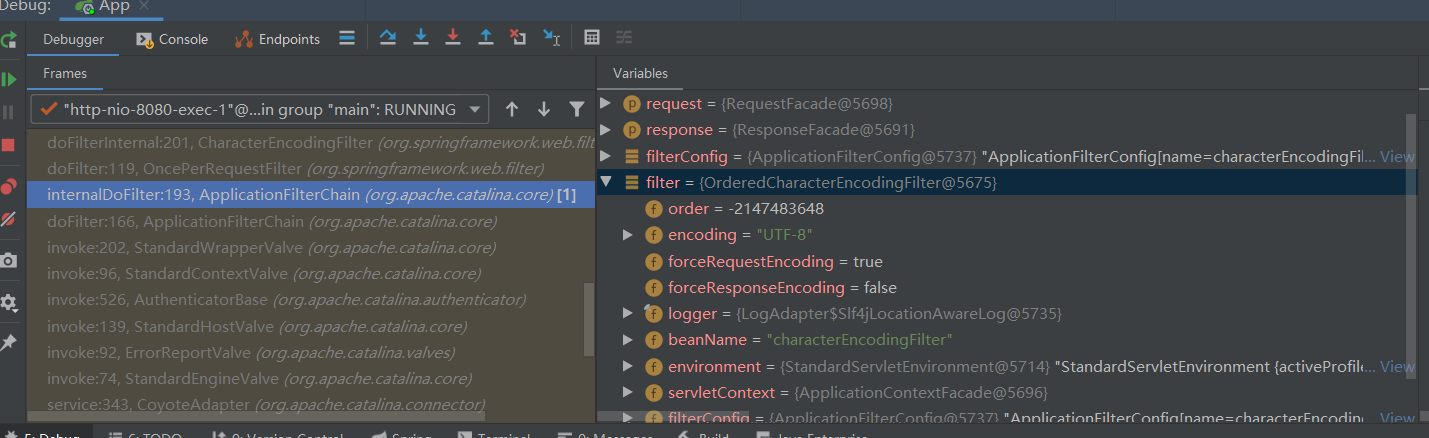 Debug: App ×
Debugger Console Endpoints
Frames
"http-nio-8080-exec-1"@...in group "main": RUNNING
doFilterInternal:201, CharacterEncodingFilter (org.springframework.web.filt
doFilter:119, OncePerRequestFilter (org.springframework.web.filter)
internalDoFilter:193, ApplicationFilterChain (org.apache.catalina.core) [1]
doFilter:166, ApplicationFilterChain (org.apache.catalina.core)
invoke:202, StandardWrapperValve (org.apache.catalina.core)
invoke:96, StandardContextValve (org.apache.catalina.core)
invoke:526, AuthenticatorBase (org.apache.catalina.authenticator)
invoke:139, StandardHostValve (org.apache.catalina.core)
invoke:92, ErrorReportValve (org.apache.catalina.valves)
invoke:74, StandardEngineValve (org.apache.catalina.core)
service:343, CoyoteAdapter (org.apache.catalina.connector)
Variables
p request = {RequestFacade@5698}
p response = {ResponseFacade@5691}
filterConfig = {ApplicationFilterConfig@5737} "ApplicationFilterConfig[name=characterEncodingFil... View
filter = {OrderedCharacterEncodingFilter@5675}
f order = -2147483648
f encoding = "UTF-8"
f forceRequestEncoding = true
f forceResponseEncoding = false
f logger = {LogAdapter$Slf4jLocationAwareLog@5735}
f beanName = "characterEncodingFilter"
f environment = {StandardServletEnvironment@5714} "StandardServletEnvironment {activeProfile... View
f servletContext = {ApplicationContextFacade@5696}
f filterConfig = {ApplicationFilterConfig@5737} "ApplicationFilterConfig[name=characterEncodin... View
5: Debug 6: TODO 9: Version Control Spring Terminal 0: Messages Build Java Enterprise